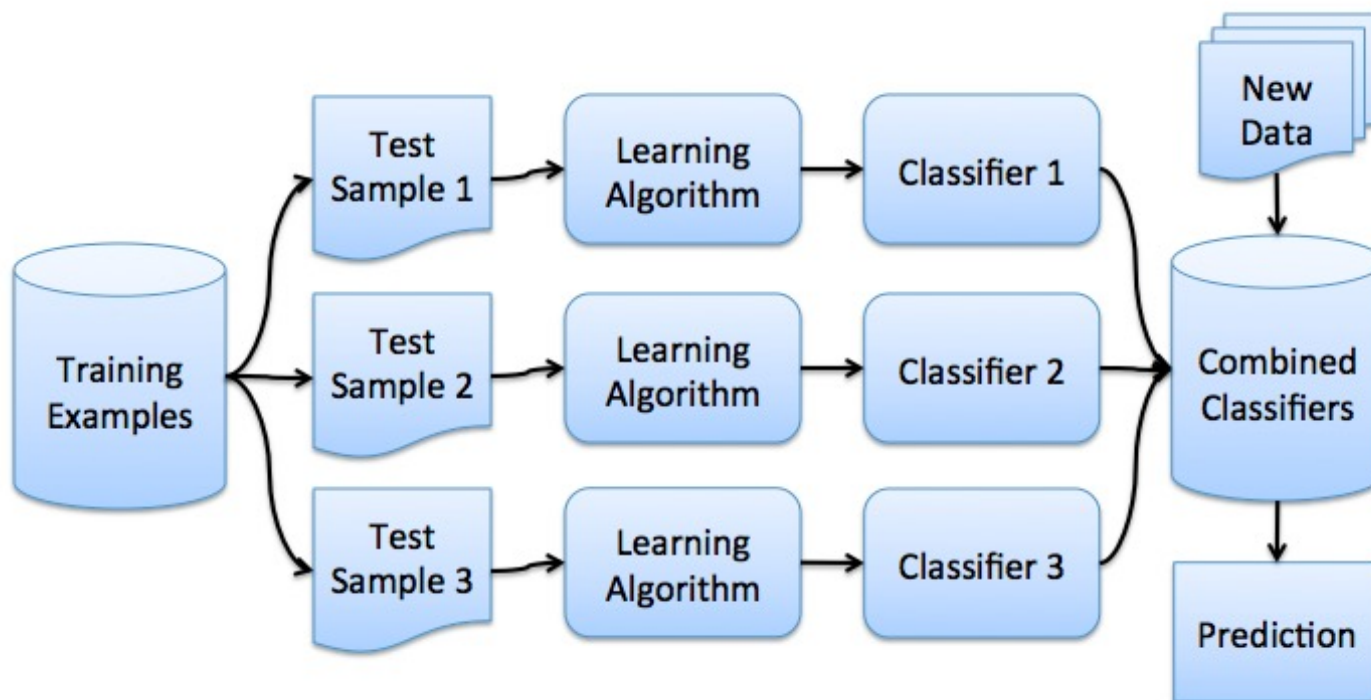 Training
Examples
Test
Sample 1
Learning
Algorithm
Classifier 1
Test
Sample 2
Learning
Algorithm
Classifier 2
Test
Sample 3
Learning
Algorithm
Classifier 3
New
Data
Combined
Classifiers
Prediction